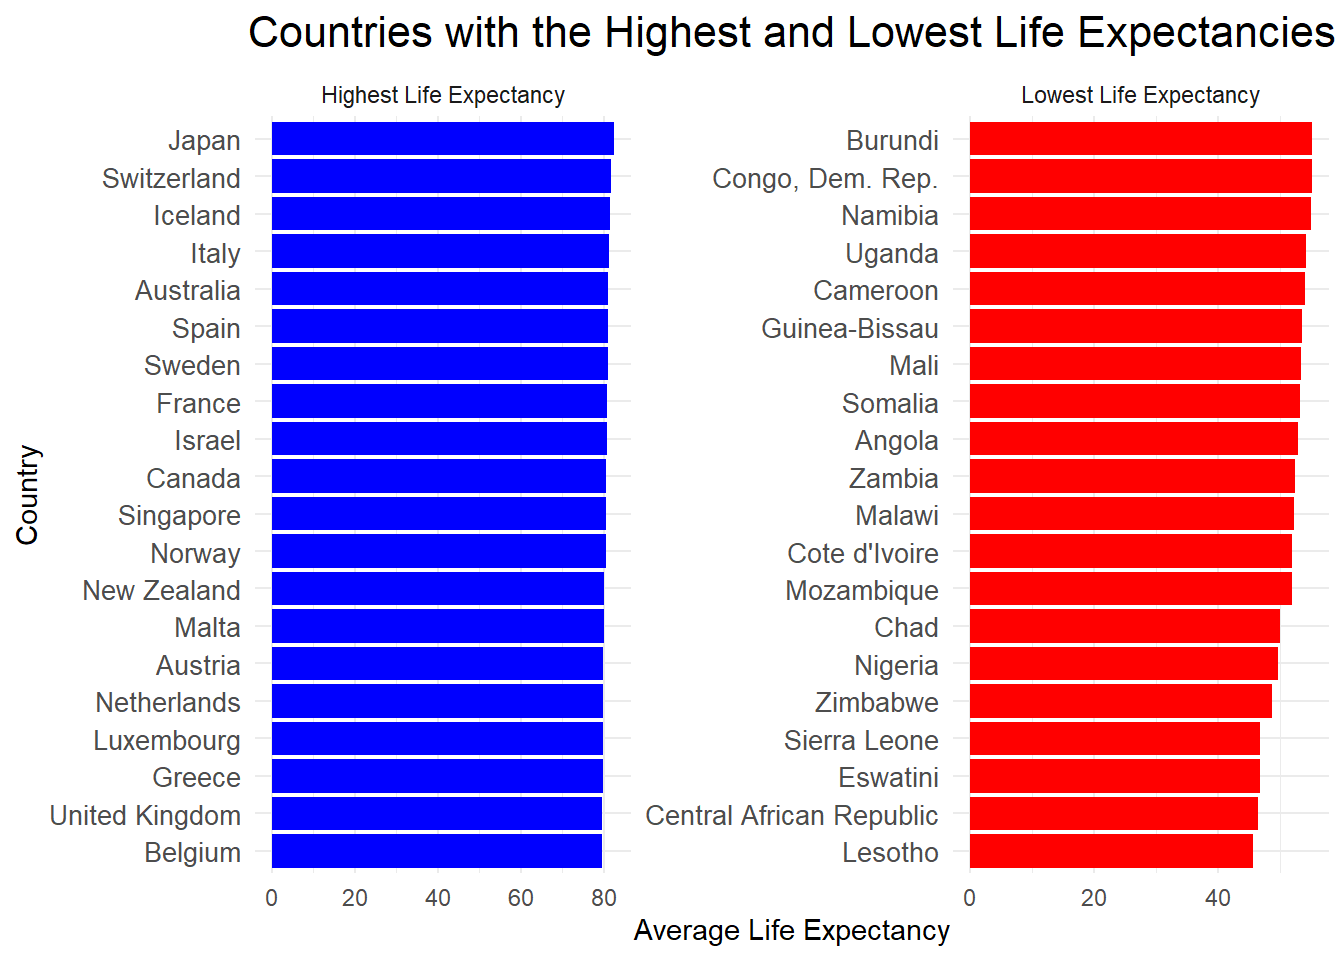 Countries with the Highest and Lowest Life Expectancies
Highest Life Expectancy
Japan
Switzerland
Iceland
Italy
Australia
Spain
Sweden
France
Israel
Canada
Singapore
Norway
New Zealand
Malta
Austria
Netherlands
Luxembourg
Greece
United Kingdom
Belgium
0 20 40 60 80
Lowest Life Expectancy
Burundi
Congo, Dem. Rep.
Namibia
Uganda
Cameroon
Guinea-Bissau
Mali
Somalia
Angola
Zambia
Malawi
Cote d'Ivoire
Mozambique
Chad
Nigeria
Zimbabwe
Sierra Leone
Eswatini
Central African Republic
Lesotho
0 20 40
Country
Average Life Expectancy